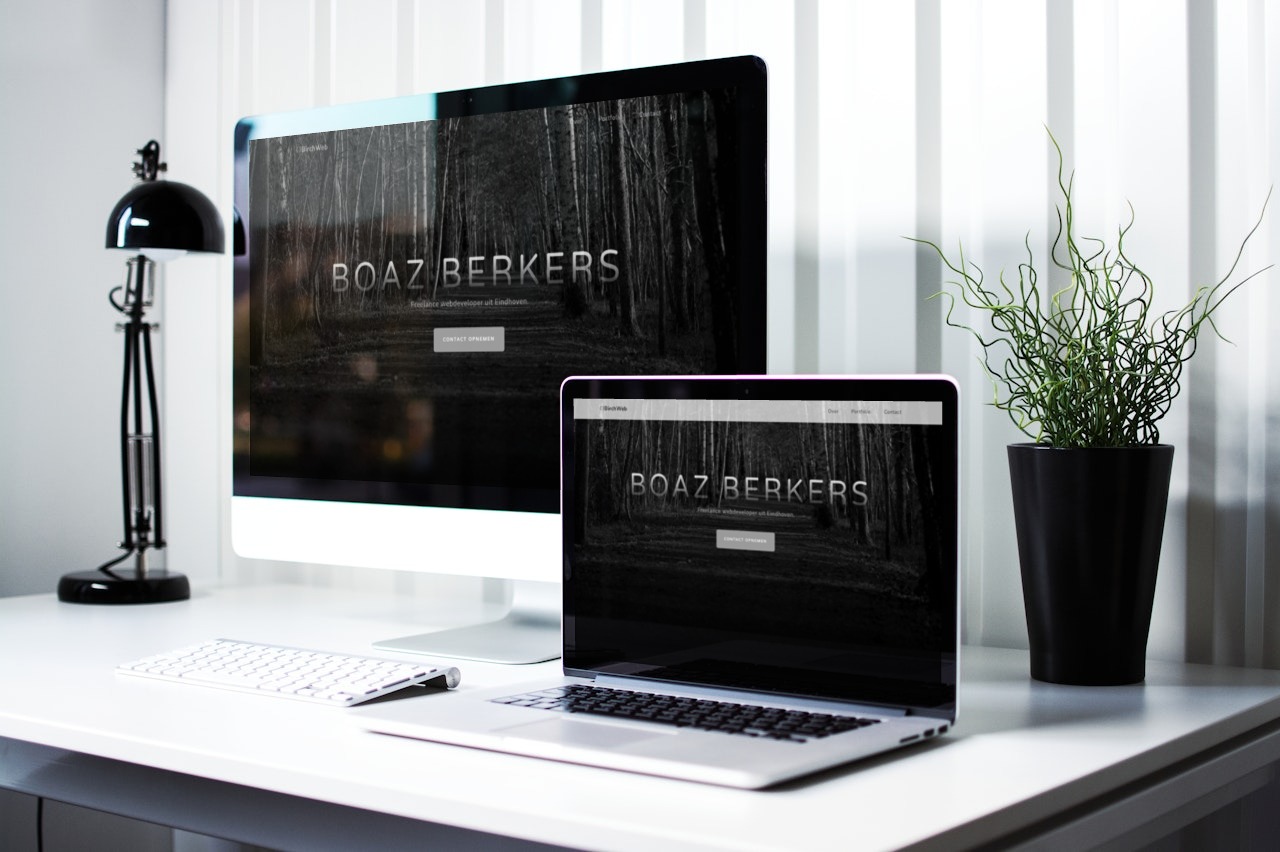 BirchWeb
BOAZ BERKERS
Freelance webdeveloper uit Eindhoven.
CONTACT OPNEMEN
BirchWeb
Over Portfolio Contact
BOAZ BERKERS
Freelance webdeveloper uit Eindhoven.
CONTACT OPNEMEN